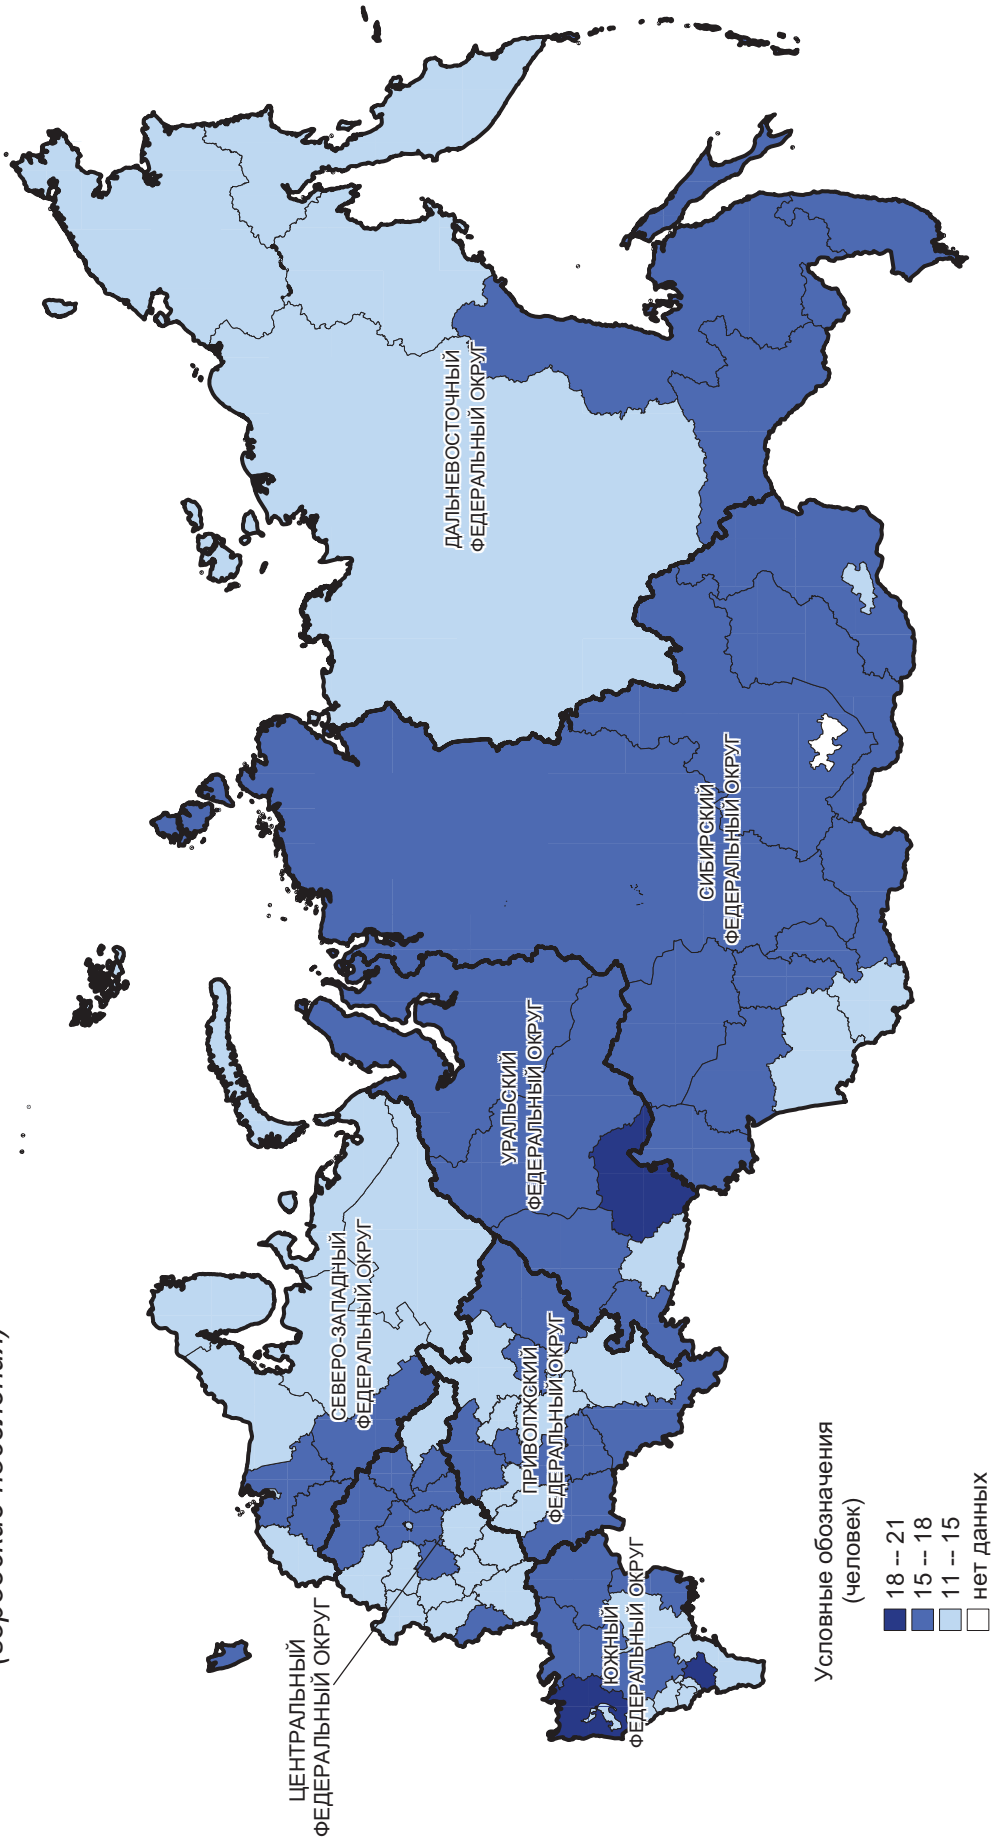 ЦЕНТРАЛЬНЫЙ
ФЕДЕРАЛЬНЫЙ ОКРУГ
СЕВЕРО-ЗАПАДНЫЙ
ФЕДЕРАЛЬНЫЙ ОКРУГ
ДАЛЬНЕВОСТОЧНЫЙ
ФЕДЕРАЛЬНЫЙ ОКРУГ
УРАЛЬСКИЙ
ФЕДЕРАЛЬНЫЙ ОКРУГ
ПРИВОЛЖСКИЙ
ФЕДЕРАЛЬНЫЙ ОКРУГ
ЮЖНЫЙ
ФЕДЕРАЛЬНЫЙ ОКРУГ
СИБИРСКИЙ
ФЕДЕРАЛЬНЫЙ ОКРУГ
Условные обозначения
(человек)
18 -- 21
15 -- 18
11 -- 15
нет данных